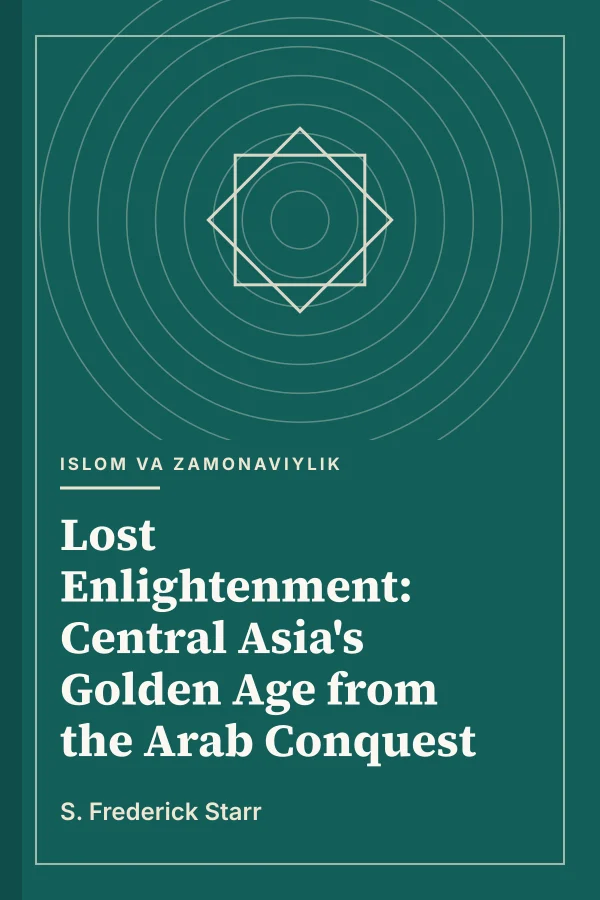 ISLOM VA ZAMONAVIYLIK
Lost
Enlightenment:
Central Asia's
Golden Age from
the Arab Conquest
S. Frederick Starr